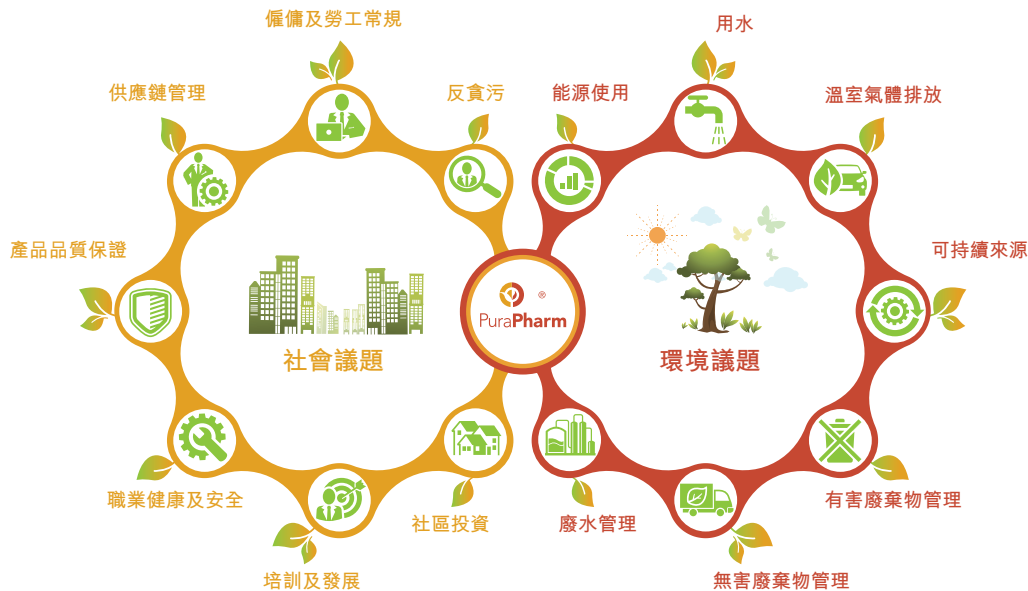 僱傭及勞工常規
用水
供應鏈管理
反貪污
能源使用
溫室氣體排放
產品品質保證
可持續來源
PuraPharm ®
社會議題
環境議題
職業健康及安全
社區投資
廢水管理
有害廢棄物管理
培訓及發展
無害廢棄物管理